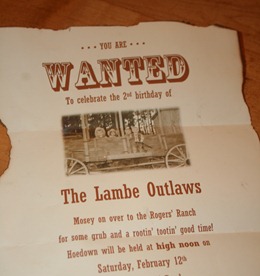 • • • YOU ARE • • •
WANTED
To celebrate the 2nd birthday of
The Lambe Outlaws
Mosey on over to the Rogers' Ranch
for some grub and a rootin' tootin' good time!
Hoedown will be held at high noon on
Saturday, February 12th